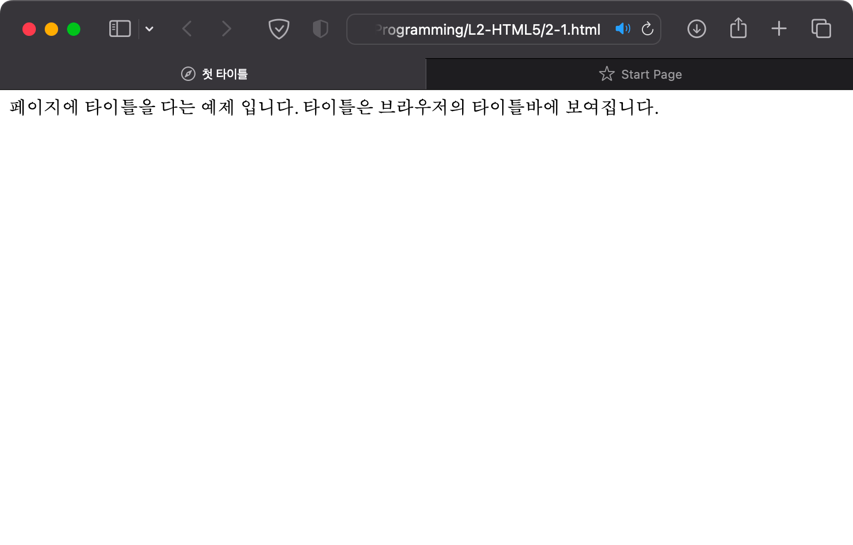 Programming/L2-HTML5/2-1.html
첫 타이틀
Start Page
페이지에 타이틀을 다는 예제 입니다. 타이틀은 브라우저의 타이틀바에 보여집니다.